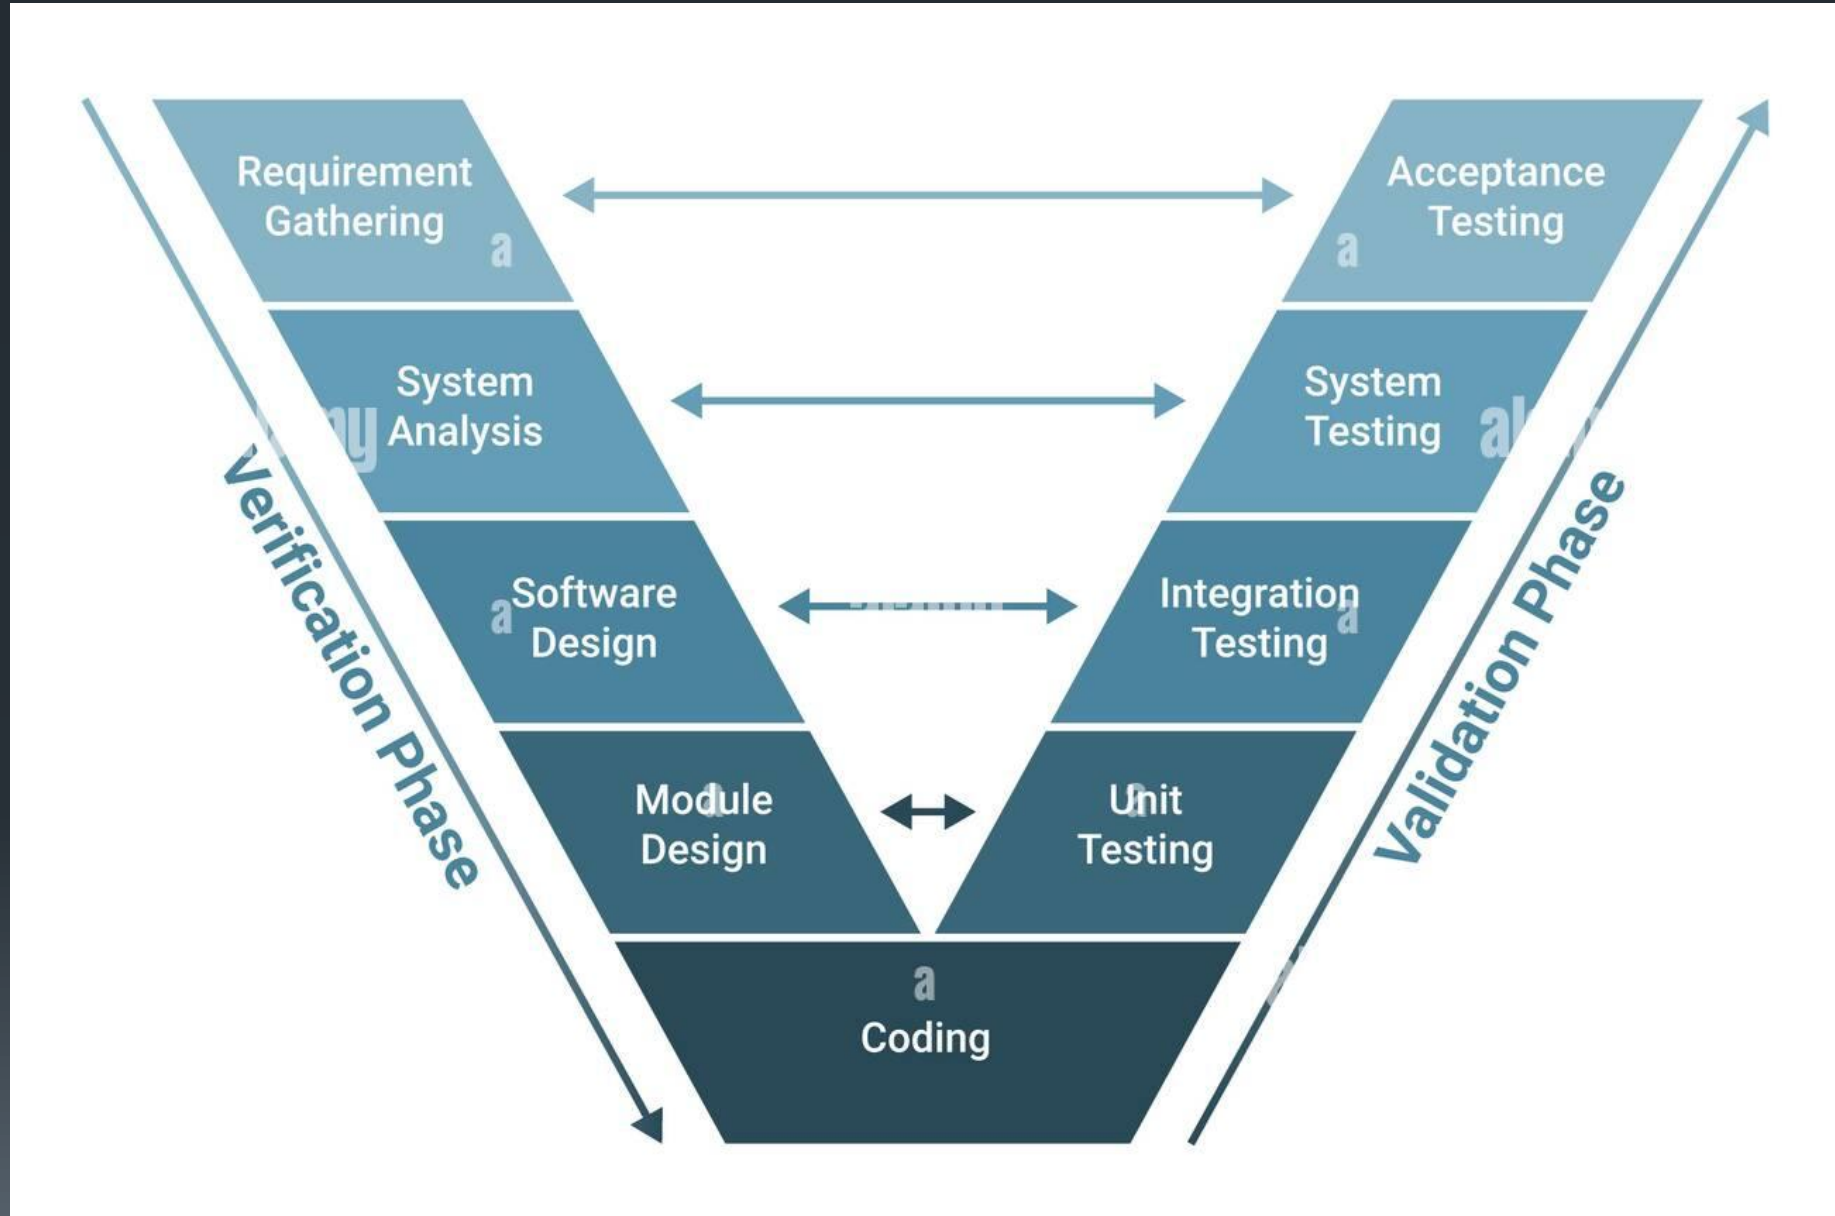 Requirement
Gathering
a
Acceptance
Testing
a
System
Analysis
System
Testing
Verification Phase
Validation Phase
a
Software
Design
Integration
Testing
a
Module
Design
a
Unit
Testing
a
a
Coding